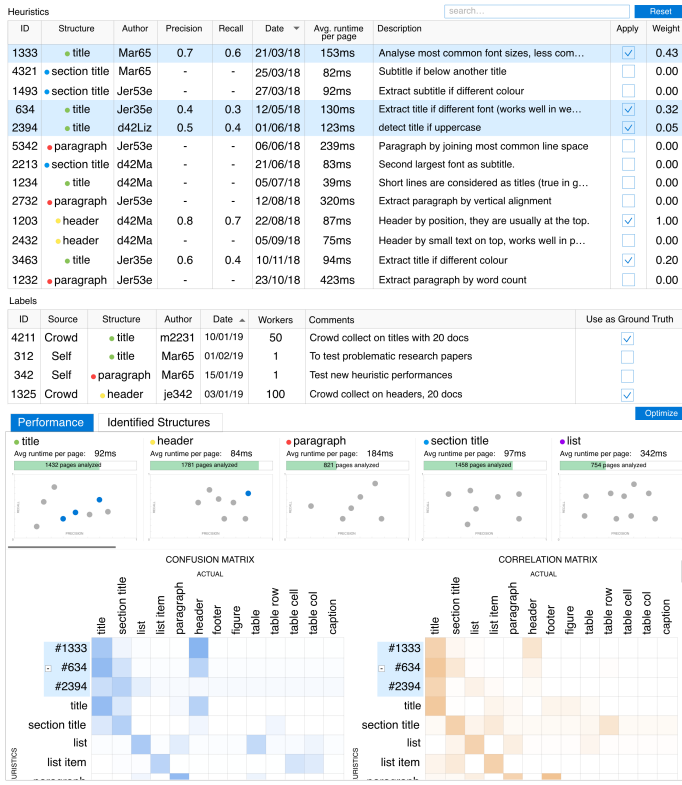 Heuristics
search…
Reset
ID Structure Author Precision Recall Date Avg. runtime per page Description Apply Weight
1333 title Mar65 0.7 0.6 21/03/18 153ms Analyse most common font sizes, less com… 0.43
4321 section title Mar65 - - 25/03/18 82ms Subtitle if below another title 0.00
1493 section title Jer53e - - 27/03/18 92ms Extract subtitle if different colour 0.00
634 title Jer35e 0.4 0.3 12/05/18 130ms Extract title if different font (works well in we… 0.32
2394 title d42Liz 0.5 0.4 01/06/18 123ms detect title if uppercase 0.05
5342 paragraph Jer53e - - 06/06/18 239ms Paragraph by joining most common line space 0.00
2213 section title d42Ma - - 21/06/18 83ms Second largest font as subtitle. 0.00
1234 title d42Ma - - 05/07/18 39ms Short lines are considered as titles (true in g… 0.00
2732 paragraph Jer53e - - 12/08/18 320ms Extract paragraph by vertical alignment 0.00
1203 header d42Ma 0.8 0.7 22/08/18 87ms Header by position, they are usually at the top. 1.00
2432 header d42Ma - - 05/09/18 75ms Header by small text on top, works well in p… 0.00
3463 title Jer35e 0.6 0.4 10/11/18 94ms Extract title if different colour 0.20
1232 paragraph Jer53e - - 23/10/18 423ms Extract paragraph by word count 0.00
Labels
ID Source Structure Author Date Workers Comments Use as Ground Truth
4211 Crowd title m2231 10/01/19 50 Crowd collect on titles with 20 docs
312 Self title Mar65 01/02/19 1 To test problematic research papers
342 Self paragraph Mar65 15/01/19 1 Test new heuristic performances
1325 Crowd header je342 03/01/19 100 Crowd collect on headers, 20 docs
Optimize
Performance Identified Structures
title header paragraph section title list
Avg runtime per page: 92ms Avg runtime per page: 84ms Avg runtime per page: 184ms Avg runtime per page: 97ms Avg runtime per page: 342ms
1432 pages analyzed 1781 pages analyzed 821 pages analyzed 1458 pages analyzed 754 pages analyzed
RECALL RECALL RECALL RECALL RECALL
PRECISION PRECISION PRECISION PRECISION PRECISION
CONFUSION MATRIX CORRELATION MATRIX
ACTUAL ACTUAL
title section title list list item paragraph header footer figure table table row table cell table col caption
title section title list list item paragraph header footer figure table table row table cell table col caption
#1333 #1333
#634 #634
#2394 #2394
title title
section title section title
list list
list item list item
paragraph paragraph
URISTICS URISTICS